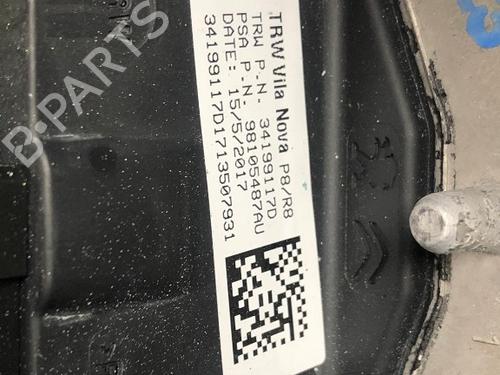 TRW Vila Nova P8/R8
TRW P.N. 34199117D
PSA P.N. 98105487AU
DATE: 15/5/2017
34199117D1713507931
B-PARTS